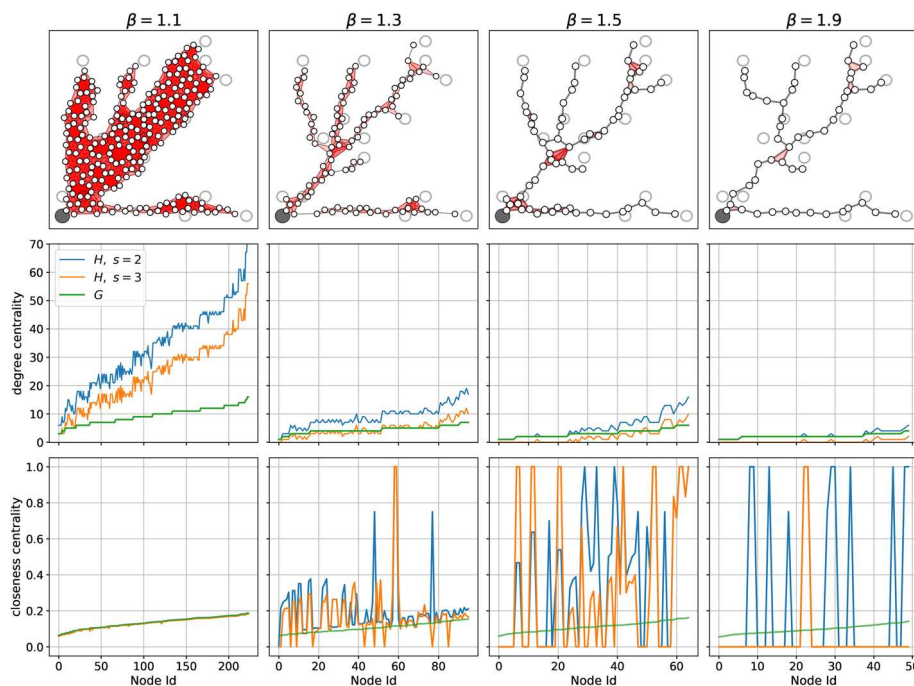 β = 1.1 β = 1.3 β = 1.5 β = 1.9
70
60
50
40
30
20
10
0
degree centrality
H, s = 2
H, s = 3
G
1.0
0.8
0.6
0.4
0.2
0.0
closeness centrality
0 50 100 150 200 0 20 40 60 80 0 20 40 60 0 10 20 30 40 50
Node Id Node Id Node Id Node Id